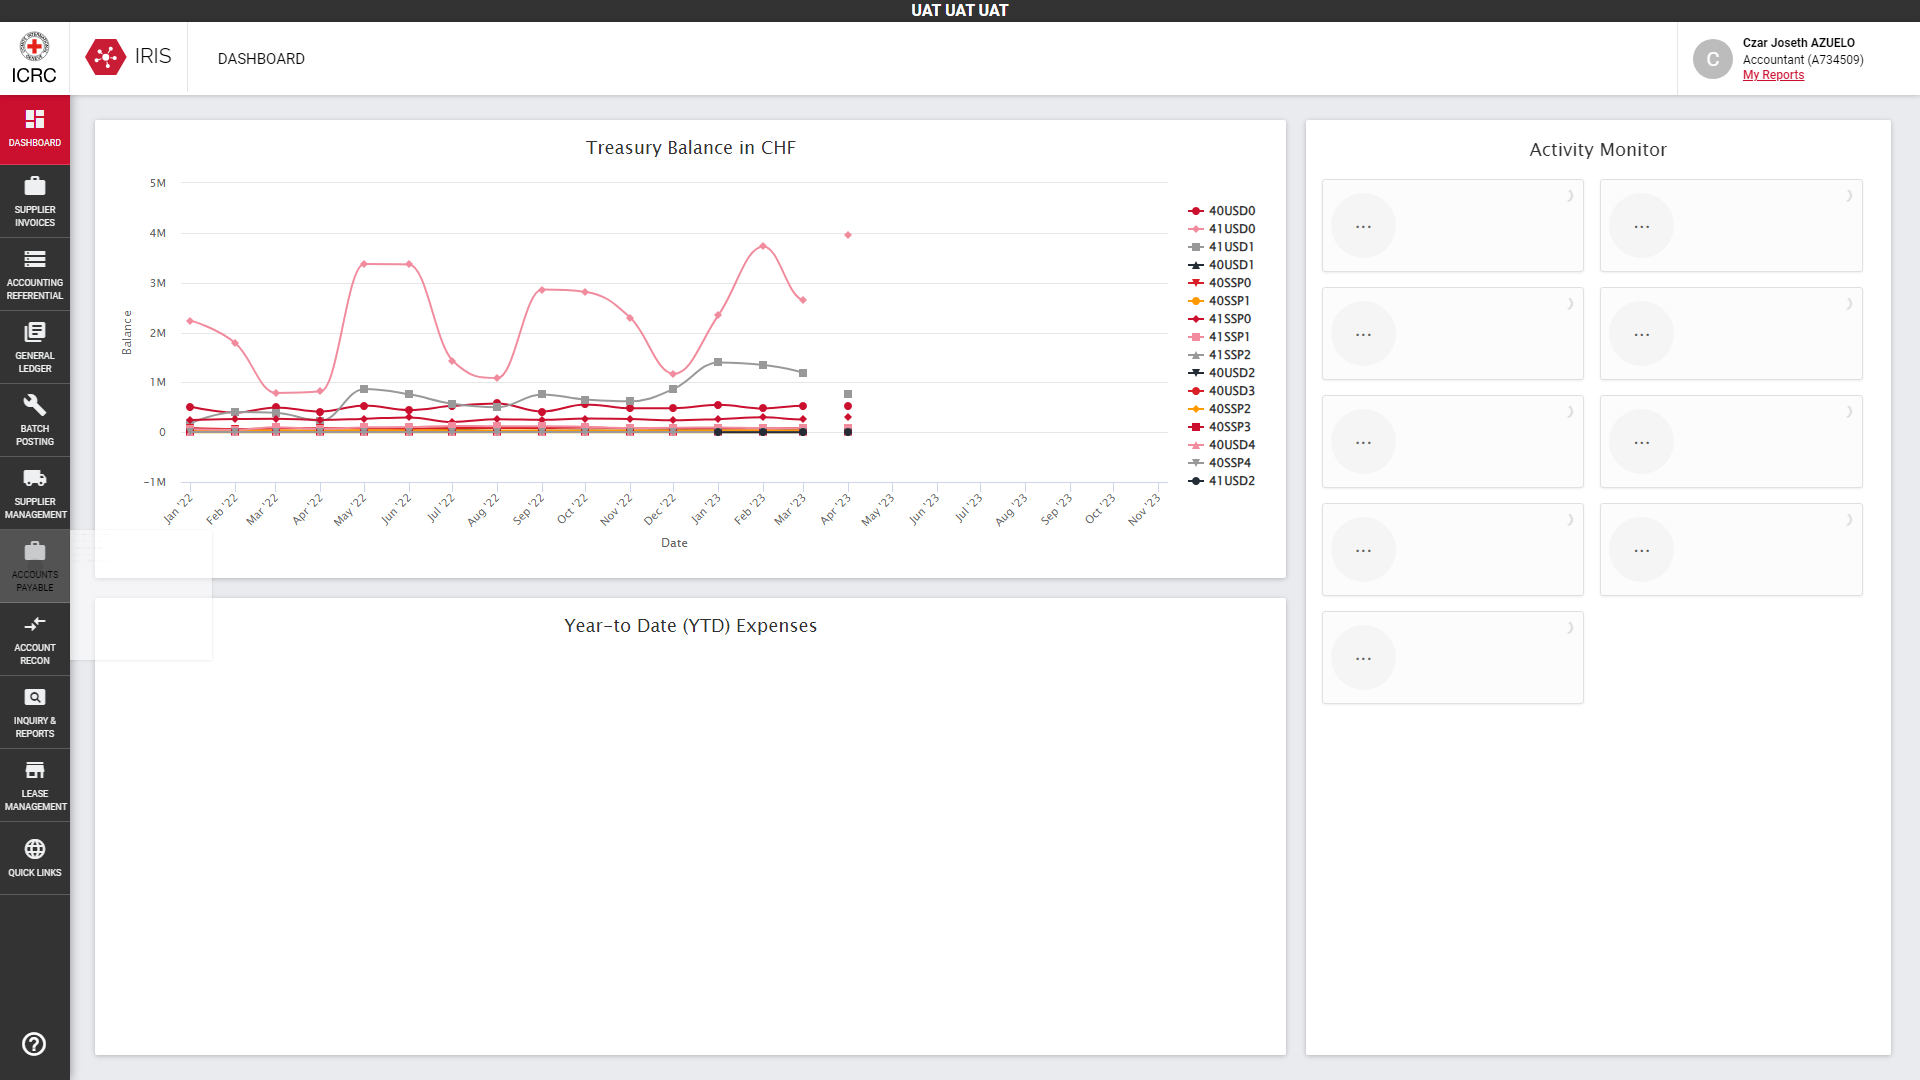 UAT UAT UAT
ICRC
IRIS
DASHBOARD
C
Czar Joseth AZUELO
Accountant (A734509)
My Reports
DASHBOARD
SUPPLIER
INVOICES
ACCOUNTING
REFERENTIAL
GENERAL
LEDGER
BATCH
POSTING
SUPPLIER
MANAGEMENT
ACCOUNTS
PAYABLE
ACCOUNT
RECON
INQUIRY &
REPORTS
LEASE
MANAGEMENT
QUICK LINKS
Treasury Balance in CHF
Balance
5M
4M
3M
2M
1M
0
-1M
Jan '22
Feb '22
Mar '22
Apr '22
May '22
Jun '22
Jul '22
Aug '22
Sep '22
Oct '22
Nov '22
Dec '22
Jan '23
Feb '23
Mar '23
Apr '23
May '23
Jun '23
Jul '23
Aug '23
Sep '23
Oct '23
Nov '23
Date
40USD0
41USD0
41USD1
40USD1
40SSP0
40SSP1
41SSP0
41SSP1
41SSP2
40USD2
40USD3
40SSP2
40SSP3
40USD4
40SSP4
41USD2
Year-to Date (YTD) Expenses
Activity Monitor
...
...
...
...
...
...
...
...
...